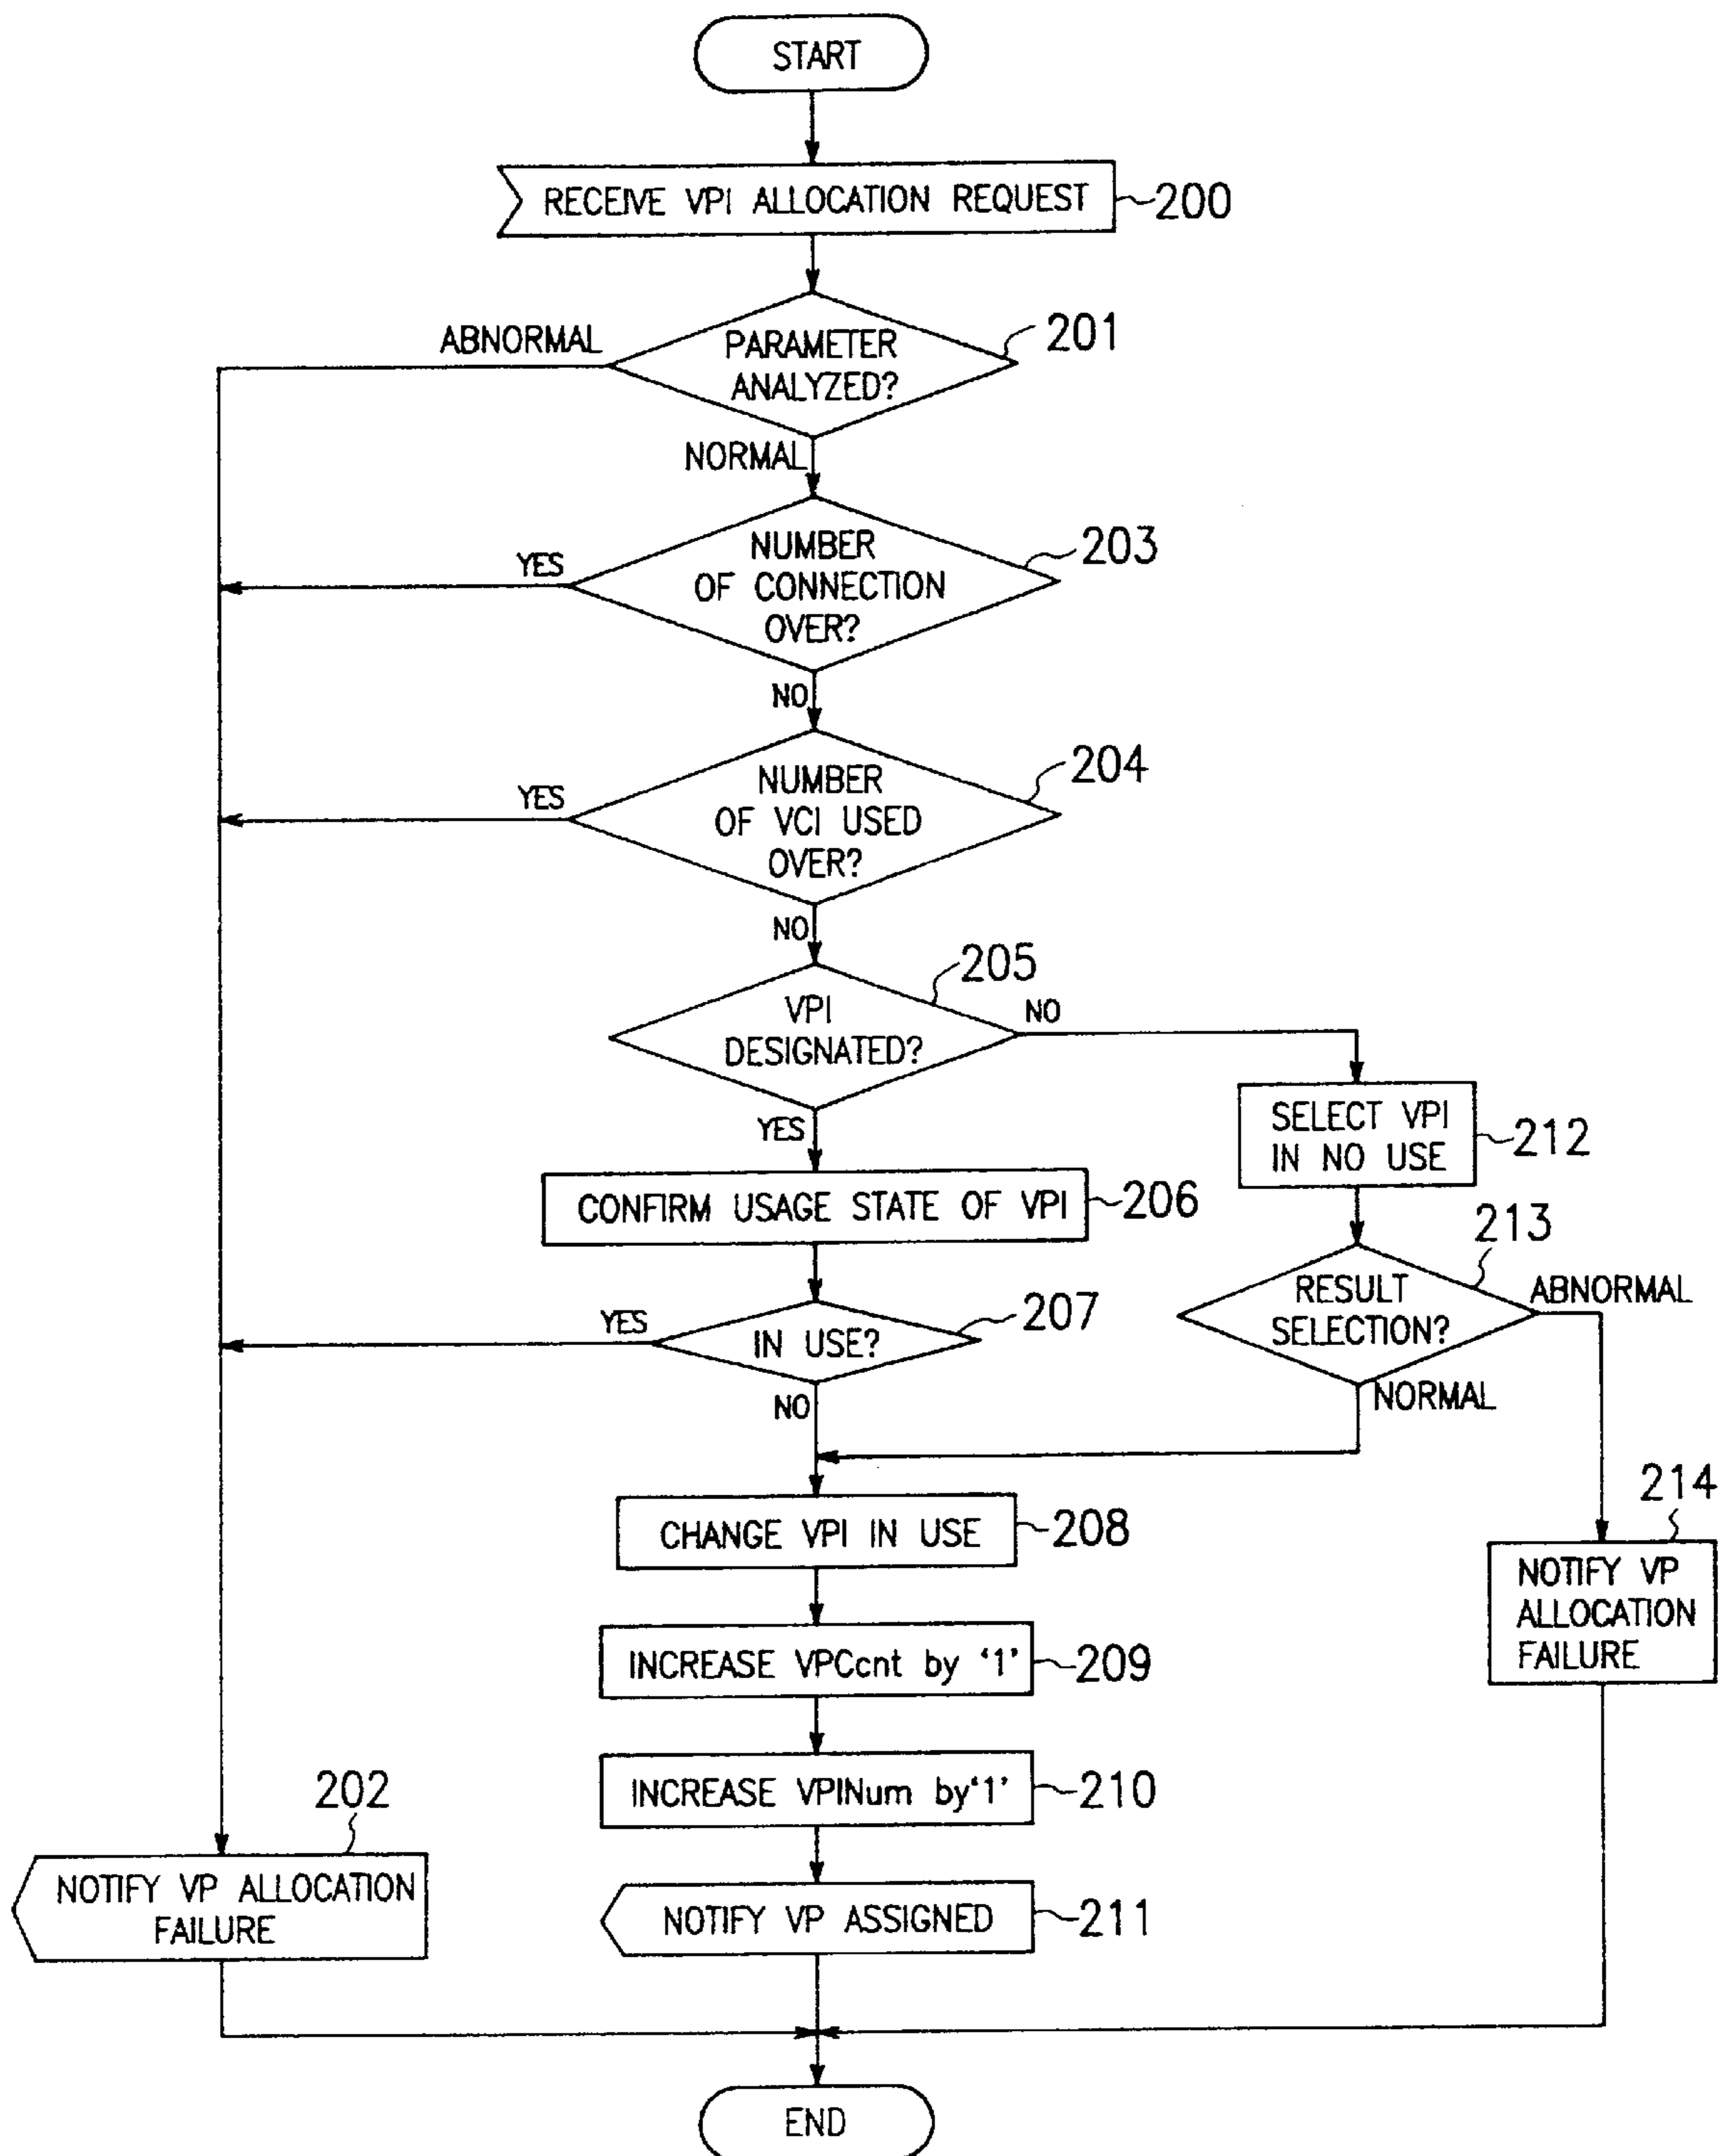 START
RECEIVE VPI ALLOCATION REQUEST
200
ABNORMAL
PARAMETER
ANALYZED?
201
NORMAL
NUMBER
OF CONNECTION
OVER?
203
YES
NO
NUMBER
OF VCI USED
OVER?
204
YES
NO
VPI
DESIGNATED?
205
NO
YES
SELECT VPI
IN NO USE
212
CONFIRM USAGE STATE OF VPI
206
RESULT
SELECTION?
213
ABNORMAL
NORMAL
IN USE?
207
YES
NO
CHANGE VPI IN USE
208
214
NOTIFY VP
ALLOCATION
FAILURE
INCREASE VPCcnt by ‘1’
209
INCREASE VPINum by‘1’
210
202
NOTIFY VP ALLOCATION
FAILURE
NOTIFY VP ASSIGNED
211
END